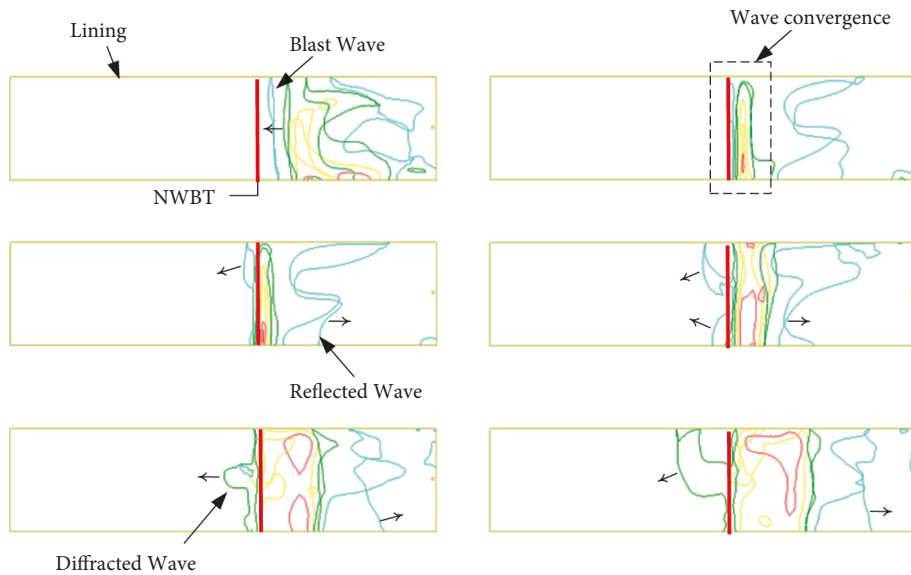 Lining
Blast Wave
Wave convergence
NWBT
Reflected Wave
Diffracted Wave